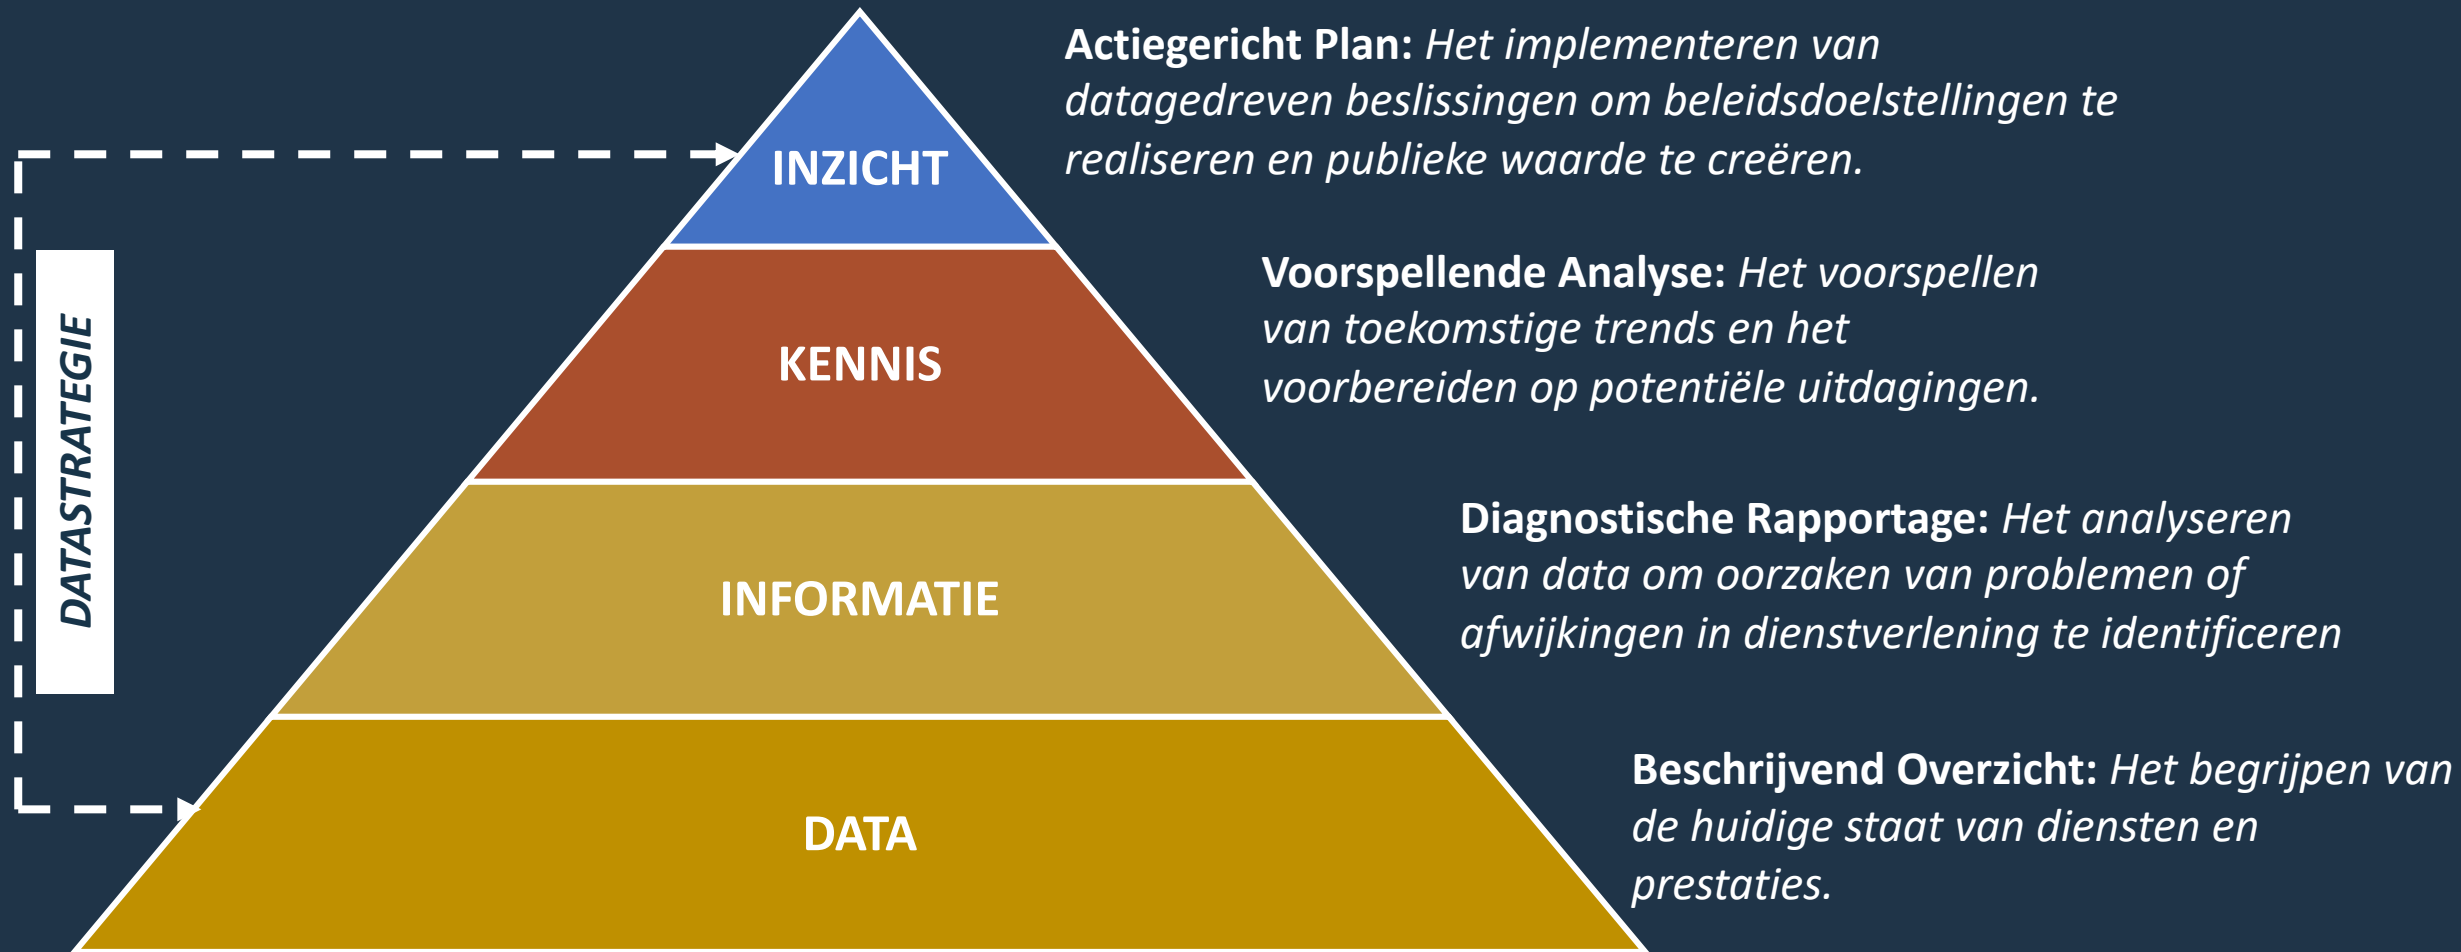 Actiegericht Plan: Het implementeren van
datagedreven beslissingen om beleidsdoelstellingen te
realiseren en publieke waarde te creëren.
INZICHT
Voorspellende Analyse: Het voorspellen
van toekomstige trends en het
voorbereiden op potentiële uitdagingen.
KENNIS
DATASTRATEGIE
Diagnostische Rapportage: Het analyseren
van data om oorzaken van problemen of
afwijkingen in dienstverlening te identificeren
INFORMATIE
Beschrijvend Overzicht: Het begrijpen van
de huidige staat van diensten en
prestaties.
DATA